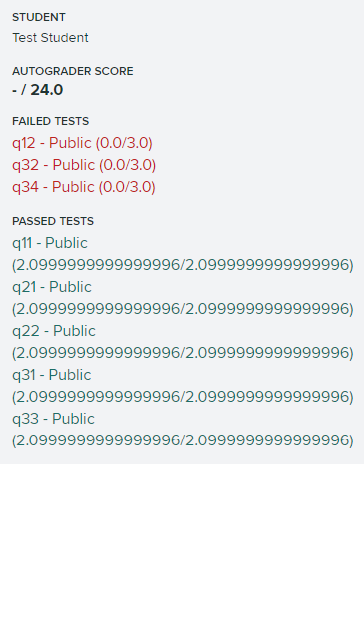 STUDENT
Test Student
AUTOGRADER SCORE
- / 24.0
FAILED TESTS
q12 - Public (0.0/3.0)
q32 - Public (0.0/3.0)
q34 - Public (0.0/3.0)
PASSED TESTS
q11 - Public
(2.0999999999999996/2.0999999999999996)
q21 - Public
(2.0999999999999996/2.0999999999999996)
q22 - Public
(2.0999999999999996/2.0999999999999996)
q31 - Public
(2.0999999999999996/2.0999999999999996)
q33 - Public
(2.0999999999999996/2.0999999999999996)